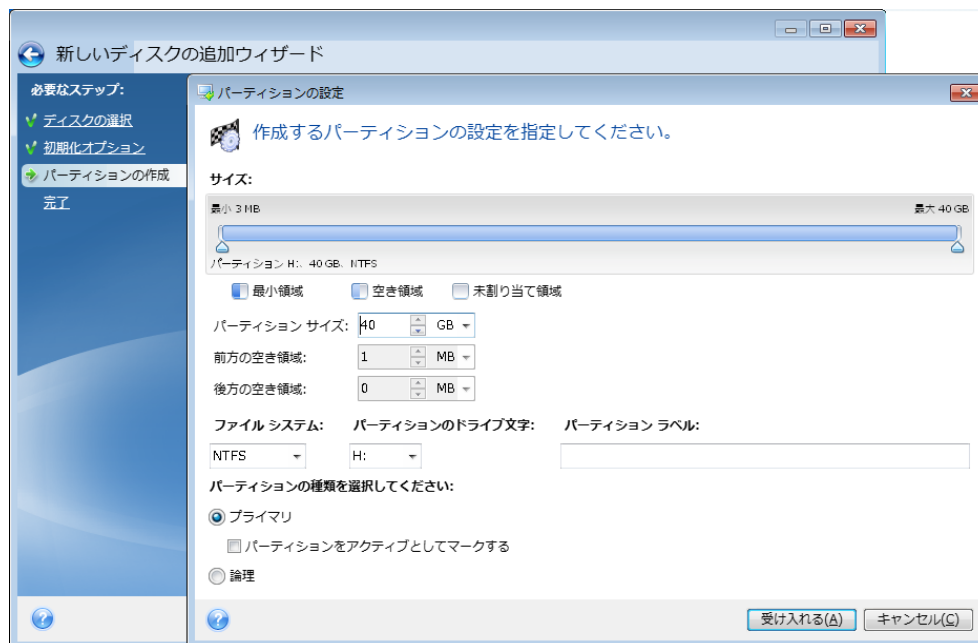 新しいディスクの追加ウィザード
必要なステップ:
ディスクの選択
初期化オプション
パーティションの作成
完了
パーティションの設定
作成するパーティションの設定を指定してください。
サイズ:
最小 3 MB 最大 40 GB
パーティション H:、40 GB、NTFS
最小領域 空き領域 未割り当て領域
パーティション サイズ: 40 GB
前方の空き領域: 1 MB
後方の空き領域: 0 MB
ファイル システム: パーティションのドライブ文字: パーティション ラベル:
NTFS H:
パーティションの種類を選択してください:
プライマリ
パーティションをアクティブとしてマークする
論理
受け入れる(A) キャンセル(C)